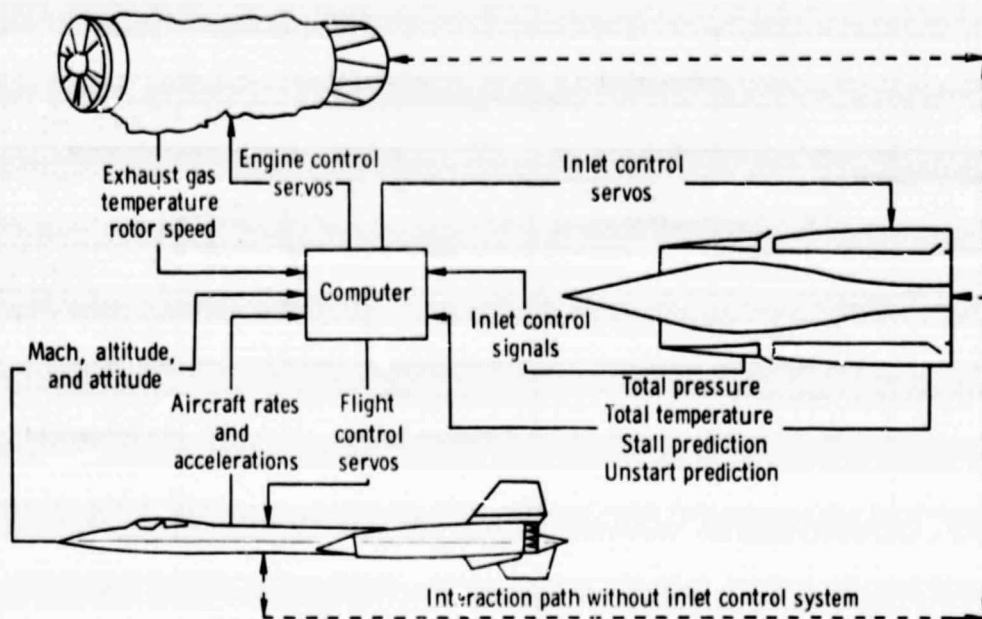 Exhaust gas
temperature
rotor speed
Engine control
servos
Inlet control
servos
Computer
Inlet control
signals
Mach, altitude,
and attitude
Aircraft rates
and
accelerations
Flight
control
servos
Total pressure
Total temperature
Stall prediction
Unstart prediction
Interaction path without inlet control system